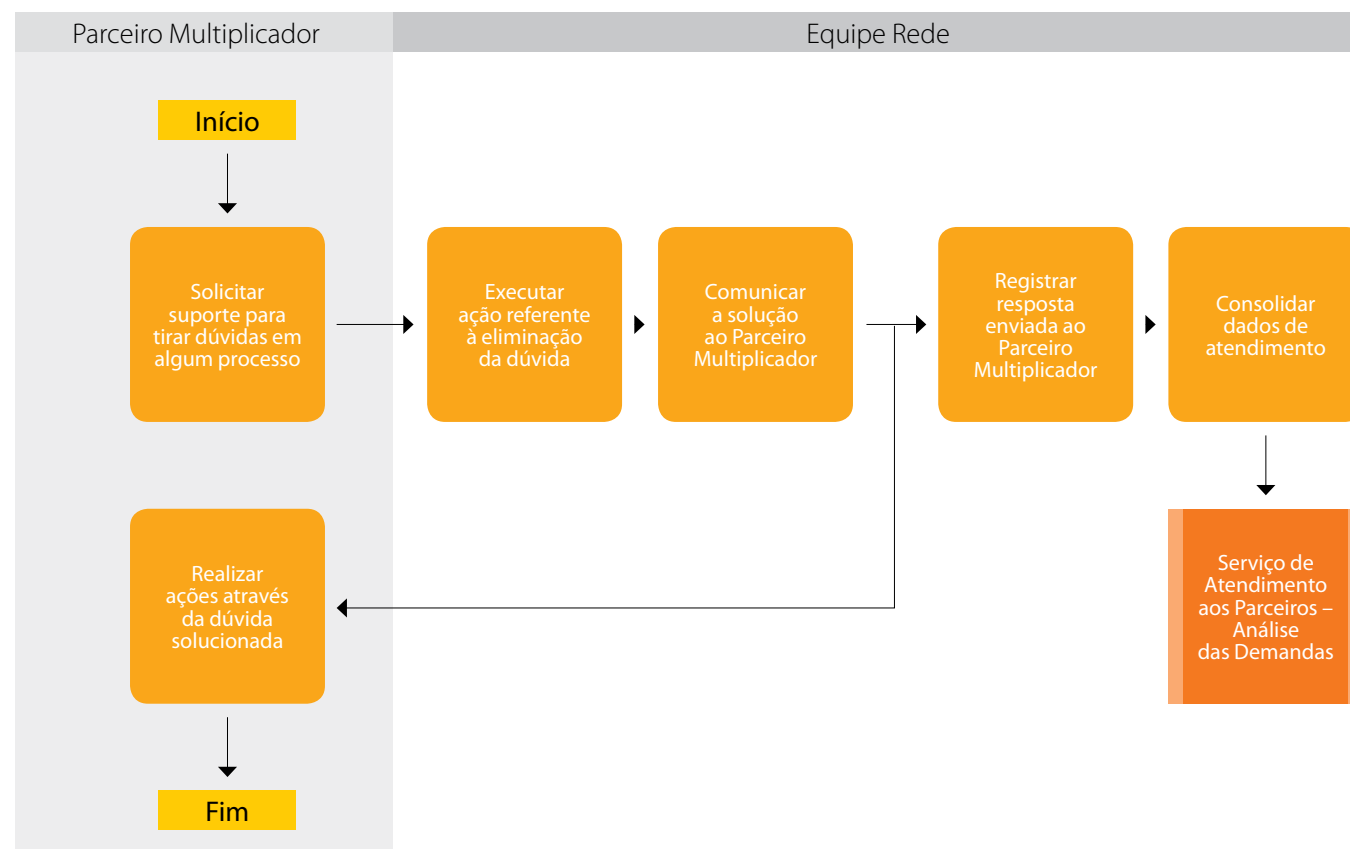 Parceiro Multiplicador
Equipe Rede
Início
Solicitar
suporte para
tirar dúvidas em
algum processo
Executar
ação referente
à eliminação
da dúvida
Comunicar
a solução
ao Parceiro
Multiplicador
Registrar
resposta
enviada ao
Parceiro
Multiplicador
Consolidar
dados de
atendimento
Realizar
ações através
da dúvida
solucionada
Serviço de
Atendimento
aos Parceiros –
Análise
das Demandas
Fim